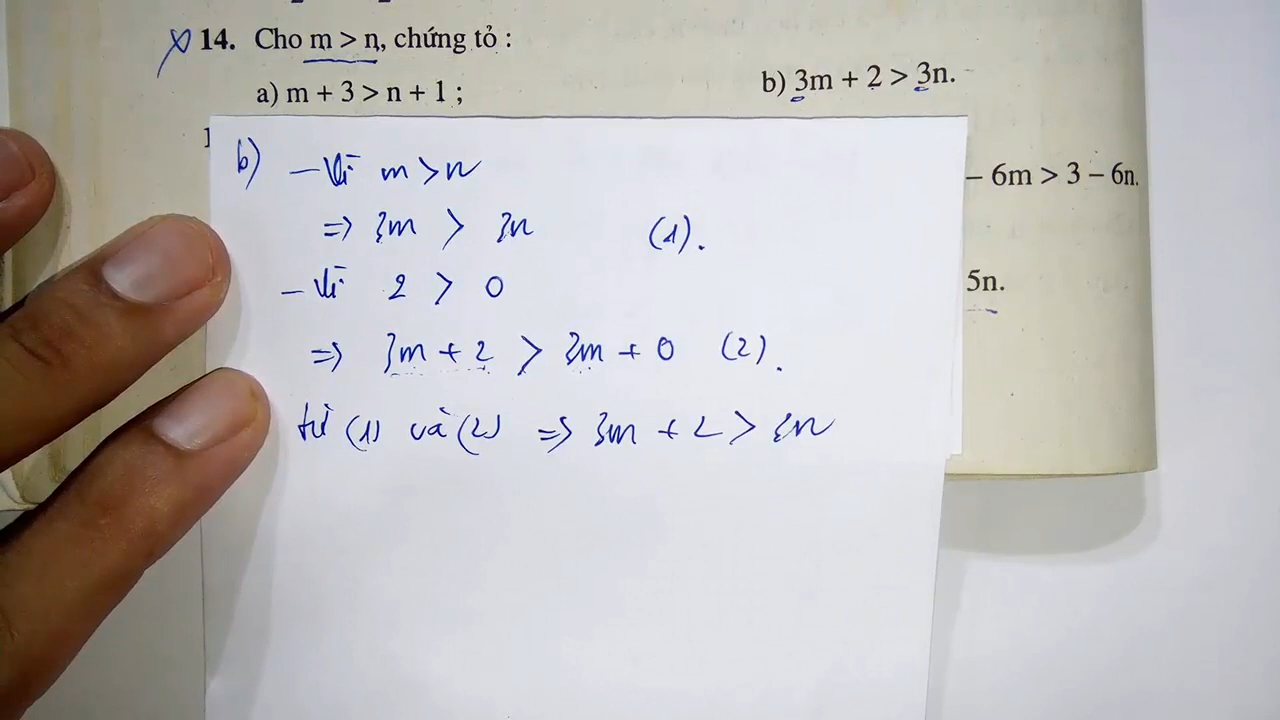 14. Cho m > n, chứng tỏ :
a) m + 3 > n + 1 ;
b) 3m + 2 > 3n.
– 6m > 3 – 6n.
5n.
b) – Vì m > n
=> 3m > 3n (1).
– Vì 2 > 0
=> 3m + 2 > 3m + 0 (2).
từ (1) và (2) => 3m + 2 > 3n